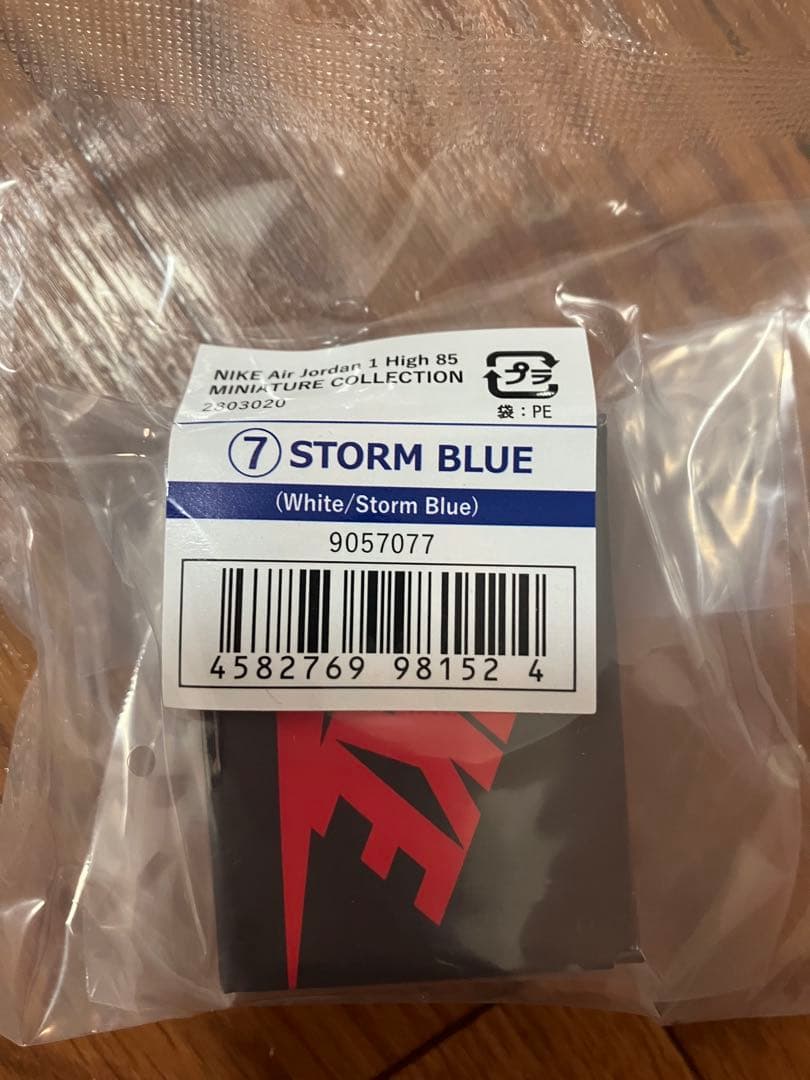 NIKE Air Jordan 1 High 85
MINIATURE COLLECTION
2303020
プラ
袋:PE
⑦ STORM BLUE
(White/Storm Blue)
9057077
4582769 98152 4
NIKE